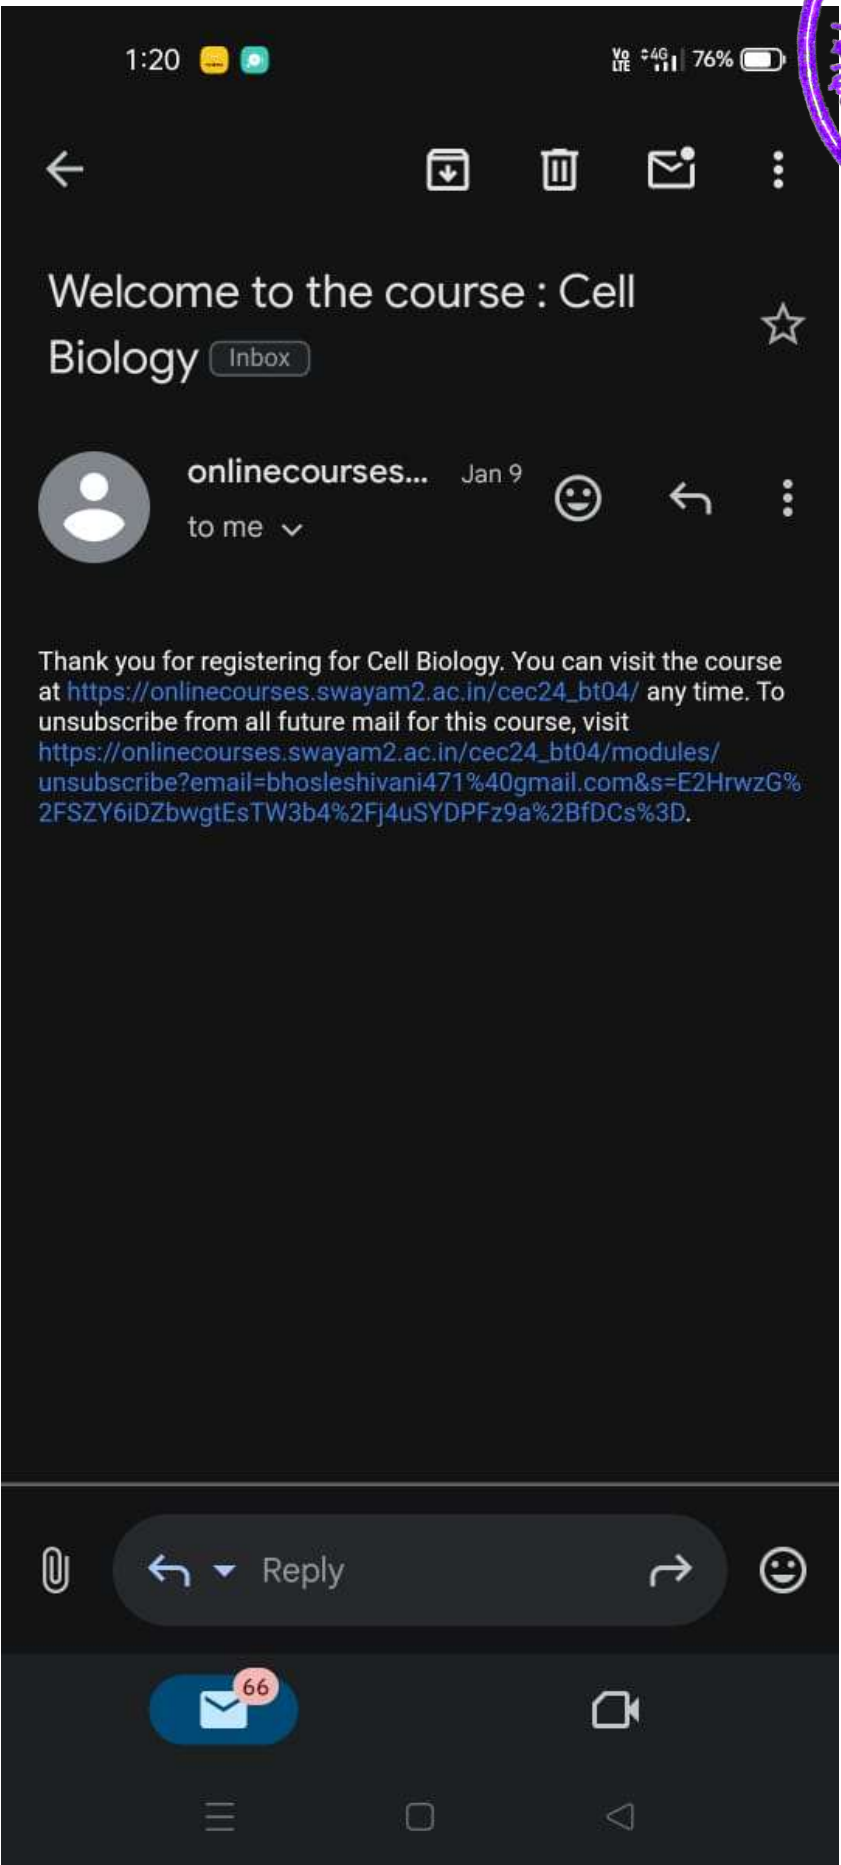 1:20 Vo LTE 4G 76%
Welcome to the course : Cell
Biology Inbox
onlinecourses... Jan 9
to me
Thank you for registering for Cell Biology. You can visit the course
at https://onlinecourses.swayam2.ac.in/cec24_bt04/ any time. To
unsubscribe from all future mail for this course, visit
https://onlinecourses.swayam2.ac.in/cec24_bt04/modules/
unsubscribe?email=bhosleshivani471%40gmail.com&s=E2HrwzG%
2FSZY6iDZbwgtEsTW3b4%2Fj4uSYDPFz9a%2BfDCs%3D.
Reply
66